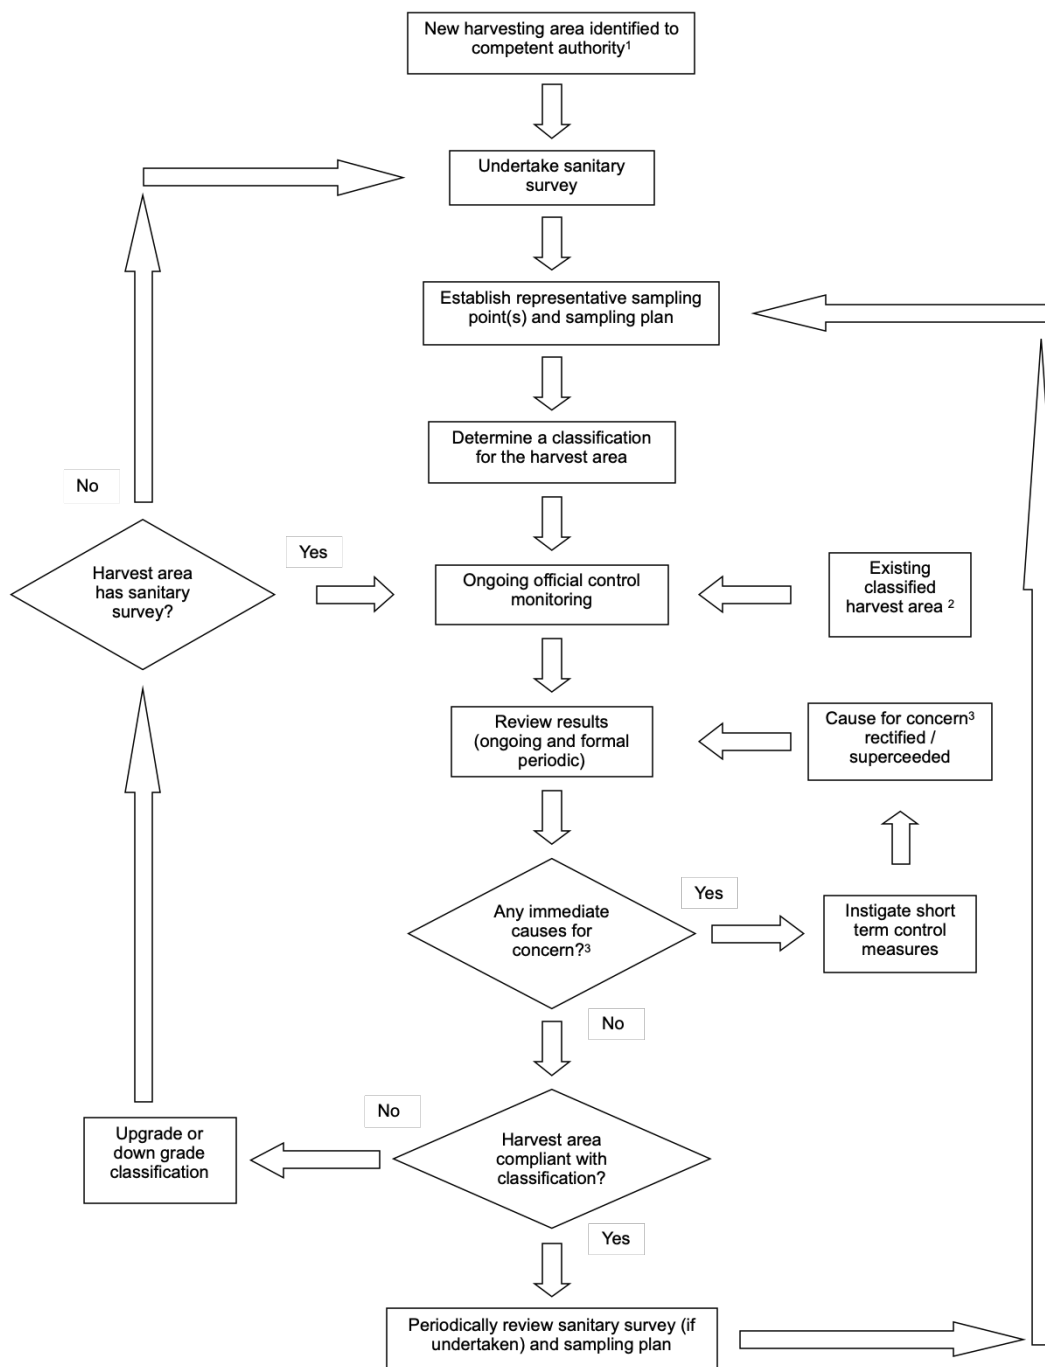 New harvesting area identified to
competent authority¹
Undertake sanitary
survey
Establish representative sampling
point(s) and sampling plan
Determine a classification
for the harvest area
No
Harvest area
has sanitary
survey?
Yes
Ongoing official control
monitoring
Existing
classified
harvest area ²
Review results
(ongoing and formal
periodic)
Cause for concern³
rectified /
superceeded
Any immediate
causes for
concern?³
Yes
Instigate short
term control
measures
No
Harvest area
compliant with
classification?
No
Upgrade or
down grade
classification
Yes
Periodically review sanitary survey (if
undertaken) and sampling plan